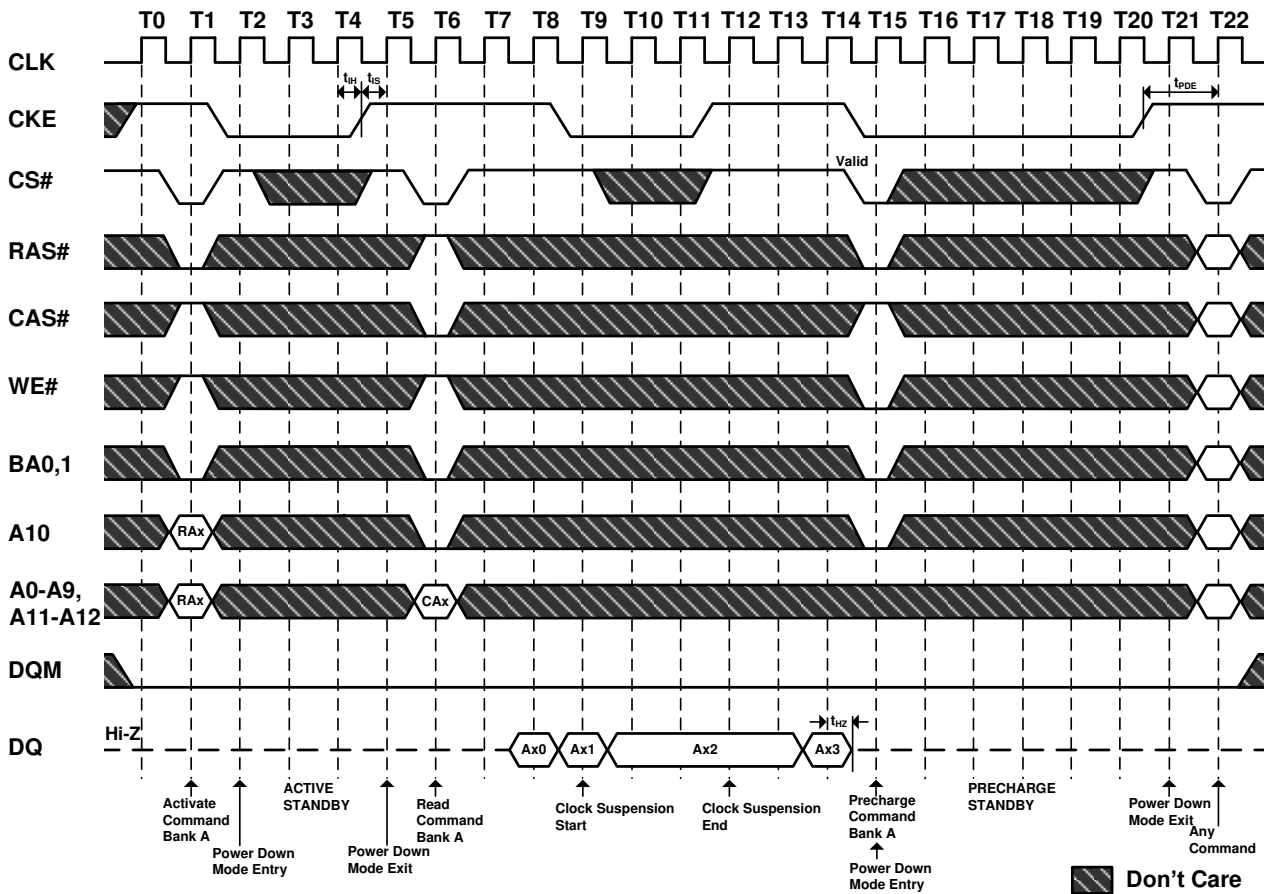 T0 T1 T2 T3 T4 T5 T6 T7 T8 T9 T10 T11 T12 T13 T14 T15 T16 T17 T18 T19 T20 T21 T22
CLK
tIH tIS
tPDE
CKE
Valid
CS#
RAS#
CAS#
WE#
BA0,1
A10
RAx
A0-A9,
A11-A12
RAx
CAx
DQM
Hi-Z
tHZ
DQ
Ax0 Ax1 Ax2 Ax3
Activate
Command
Bank A
Power Down
Mode Entry
ACTIVE
STANDBY
Power Down
Mode Exit
Read
Command
Bank A
Clock Suspension
Start
Clock Suspension
End
Precharge
Command
Bank A
Power Down
Mode Entry
PRECHARGE
STANDBY
Power Down
Mode Exit
Any
Command
Don't Care